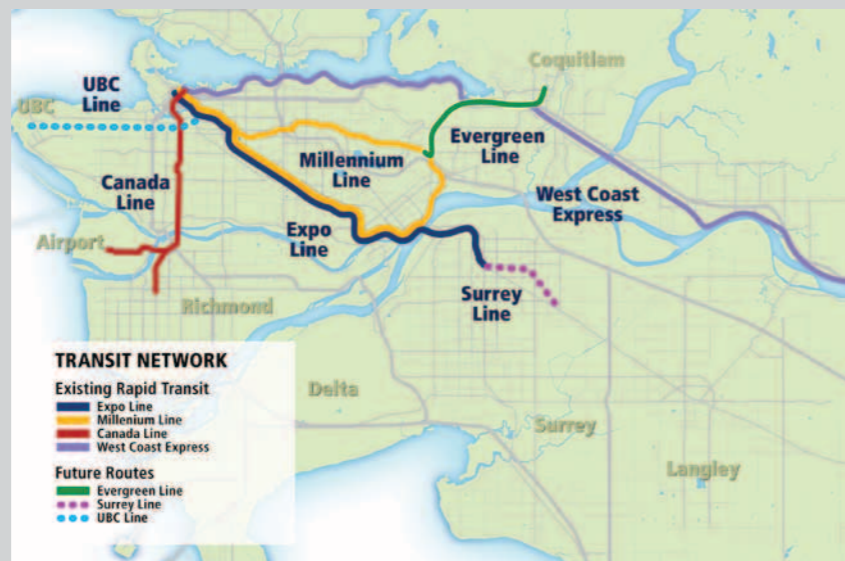 Coquitlam
UBC
Line
UBC
Evergreen
Line
Millennium
Line
Canada
Line
West Coast
Express
Expo
Line
Airport
Surrey
Line
Richmond
TRANSIT NETWORK
Existing Rapid Transit
Expo Line
Millenium Line
Canada Line
West Coast Express
Future Routes
Evergreen Line
Surrey Line
UBC Line
Delta
Surrey
Langley